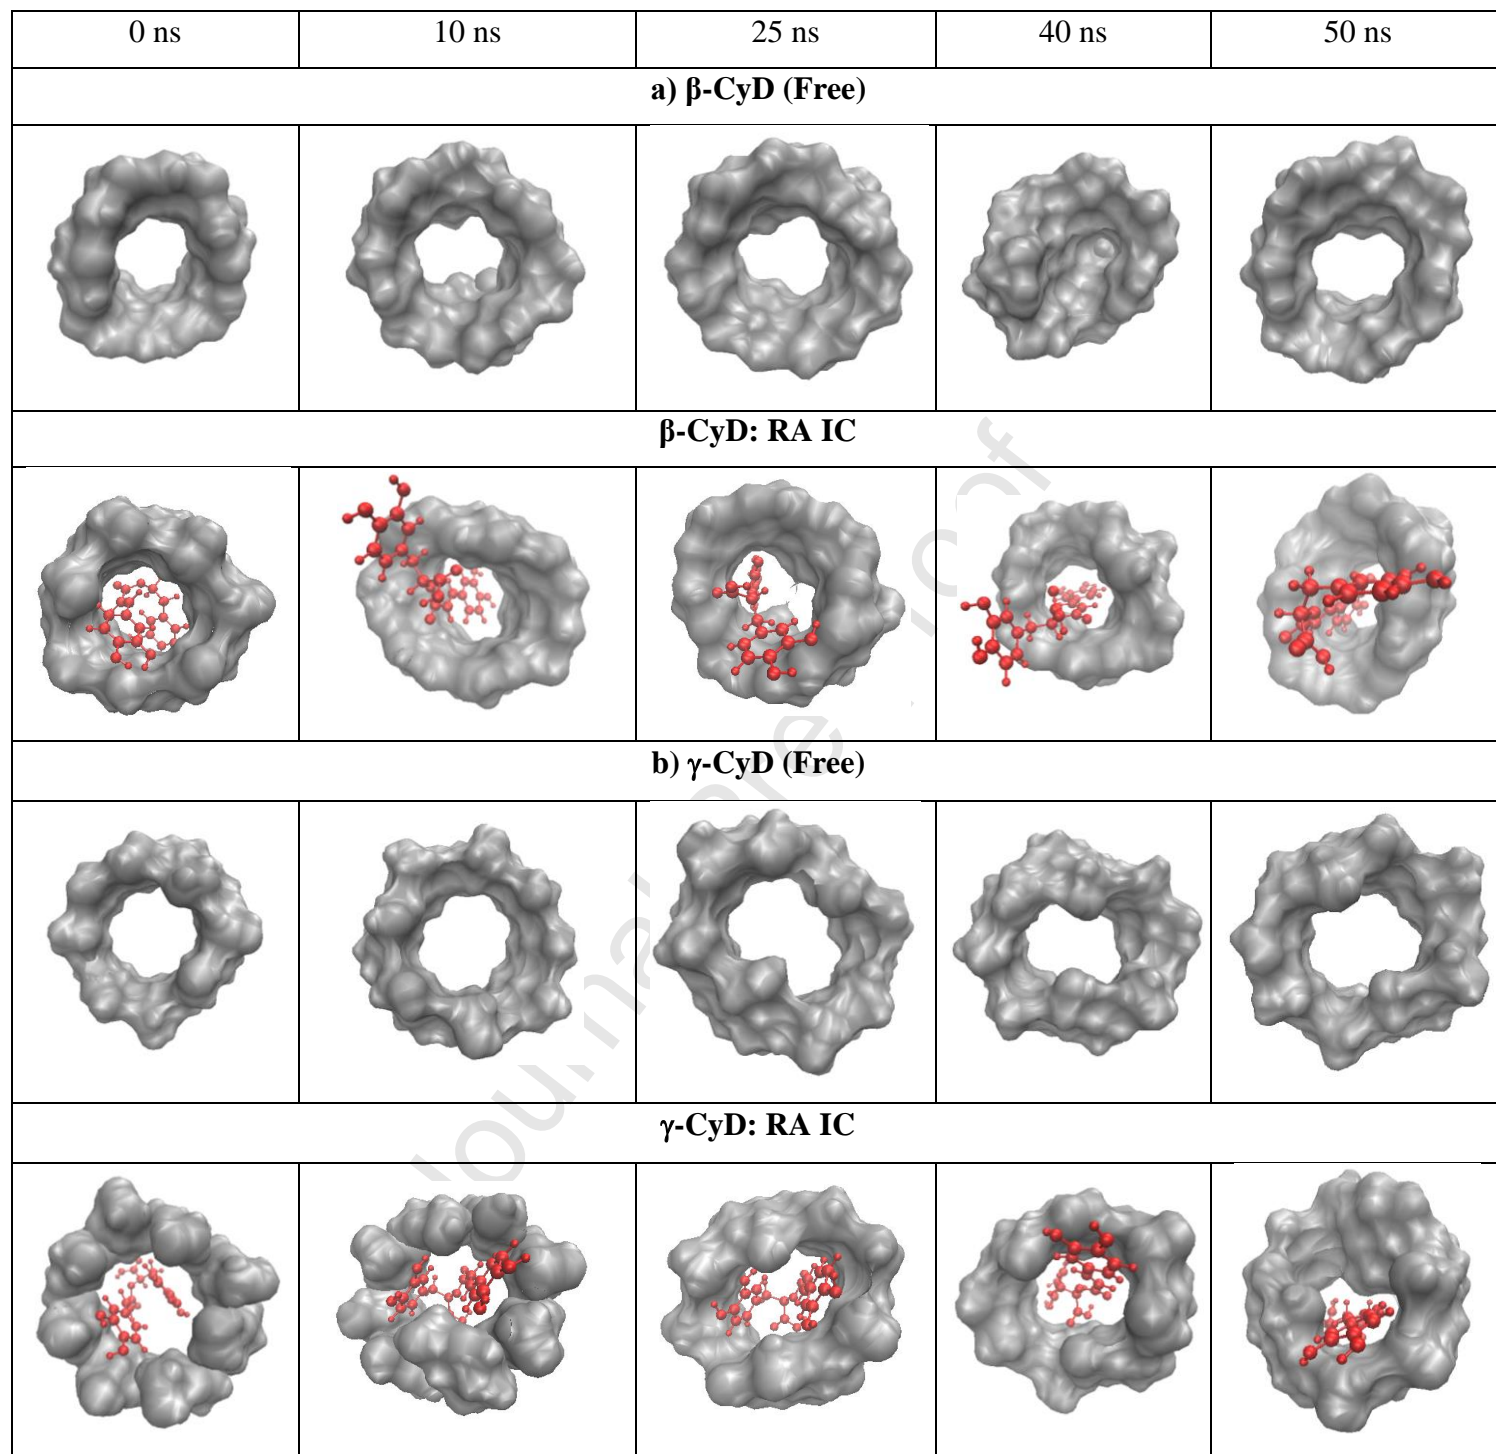 0 ns 10 ns 25 ns 40 ns 50 ns
a) β-CyD (Free)
β-CyD: RA IC
b) γ-CyD (Free)
γ-CyD: RA IC